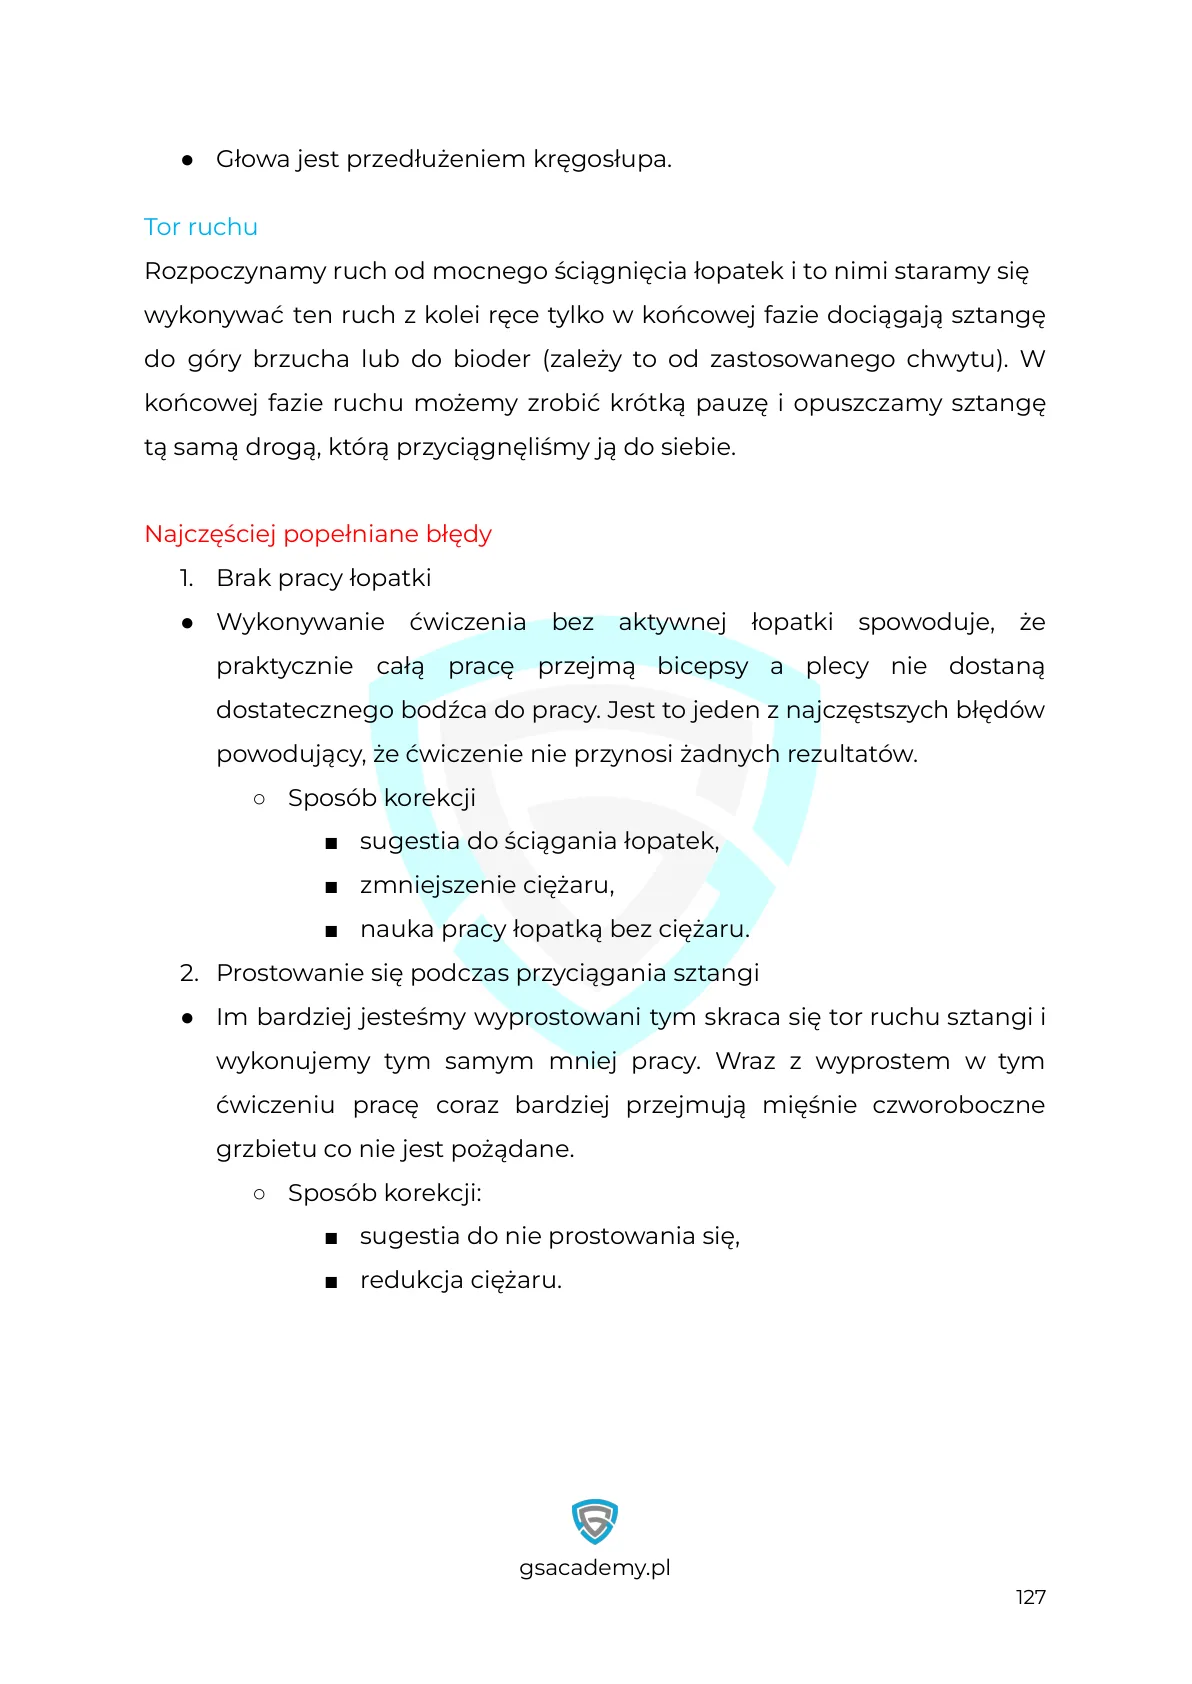 ● Głowa jest przedłużeniem kręgosłupa.
Tor ruchu
Rozpoczynamy ruch od mocnego ściągnięcia łopatek i to nimi staramy się
wykonywać ten ruch z kolei ręce tylko w końcowej fazie dociągają sztangę
do góry brzucha lub do bioder (zależy to od zastosowanego chwytu). W
końcowej fazie ruchu możemy zrobić krótką pauzę i opuszczamy sztangę
tą samą drogą, którą przyciągnęliśmy ją do siebie.
Najczęściej popełniane błędy
1. Brak pracy łopatki
● Wykonywanie ćwiczenia bez aktywnej łopatki spowoduje, że
praktycznie całą pracę przejmą bicepsy a plecy nie dostaną
dostatecznego bodźca do pracy. Jest to jeden z najczęstszych błędów
powodujący, że ćwiczenie nie przynosi żadnych rezultatów.
○ Sposób korekcji
■ sugestia do ściągania łopatek,
■ zmniejszenie ciężaru,
■ nauka pracy łopatką bez ciężaru.
2. Prostowanie się podczas przyciągania sztangi
● Im bardziej jesteśmy wyprostowani tym skraca się tor ruchu sztangi i
wykonujemy tym samym mniej pracy. Wraz z wyprostem w tym
ćwiczeniu pracę coraz bardziej przejmują mięśnie czworoboczne
grzbietu co nie jest pożądane.
○ Sposób korekcji:
■ sugestia do nie prostowania się,
■ redukcja ciężaru.
gsacademy.pl
127